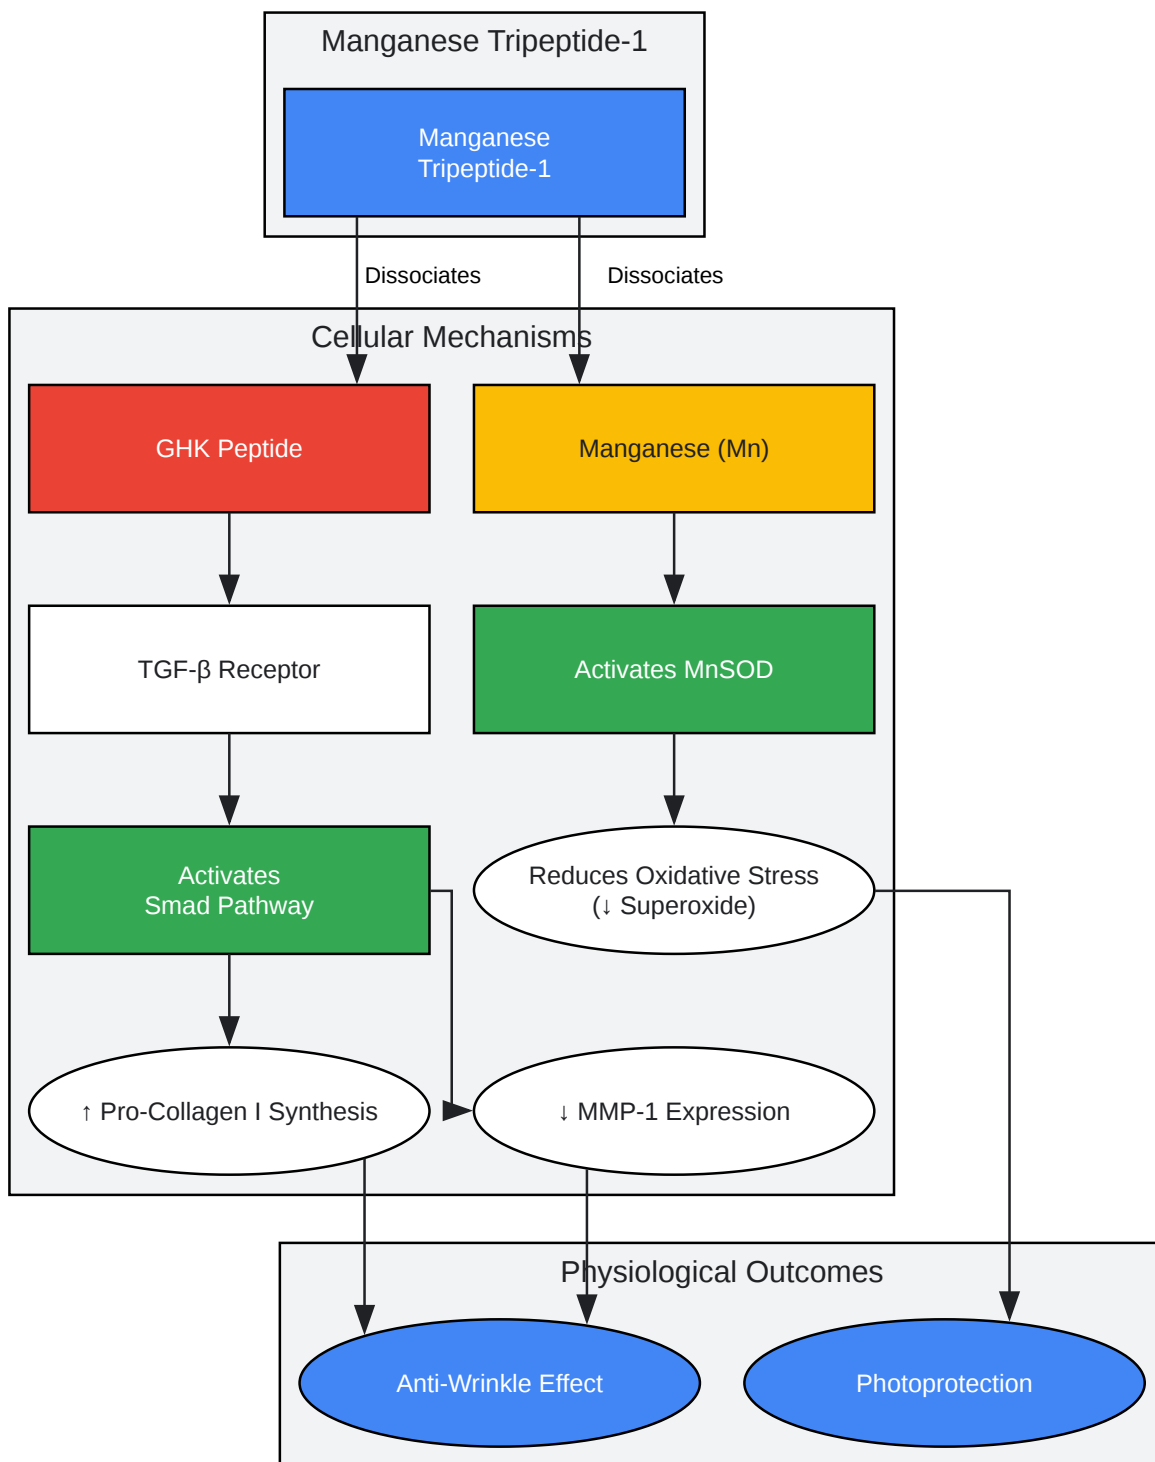 Manganese Tripeptide-1
Manganese
Tripeptide-1
Dissociates
Dissociates
Cellular Mechanisms
GHK Peptide
Manganese (Mn)
TGF-β Receptor
Activates MnSOD
Activates
Smad Pathway
Reduces Oxidative Stress
(↓ Superoxide)
↑ Pro-Collagen I Synthesis
↓ MMP-1 Expression
Physiological Outcomes
Anti-Wrinkle Effect
Photoprotection